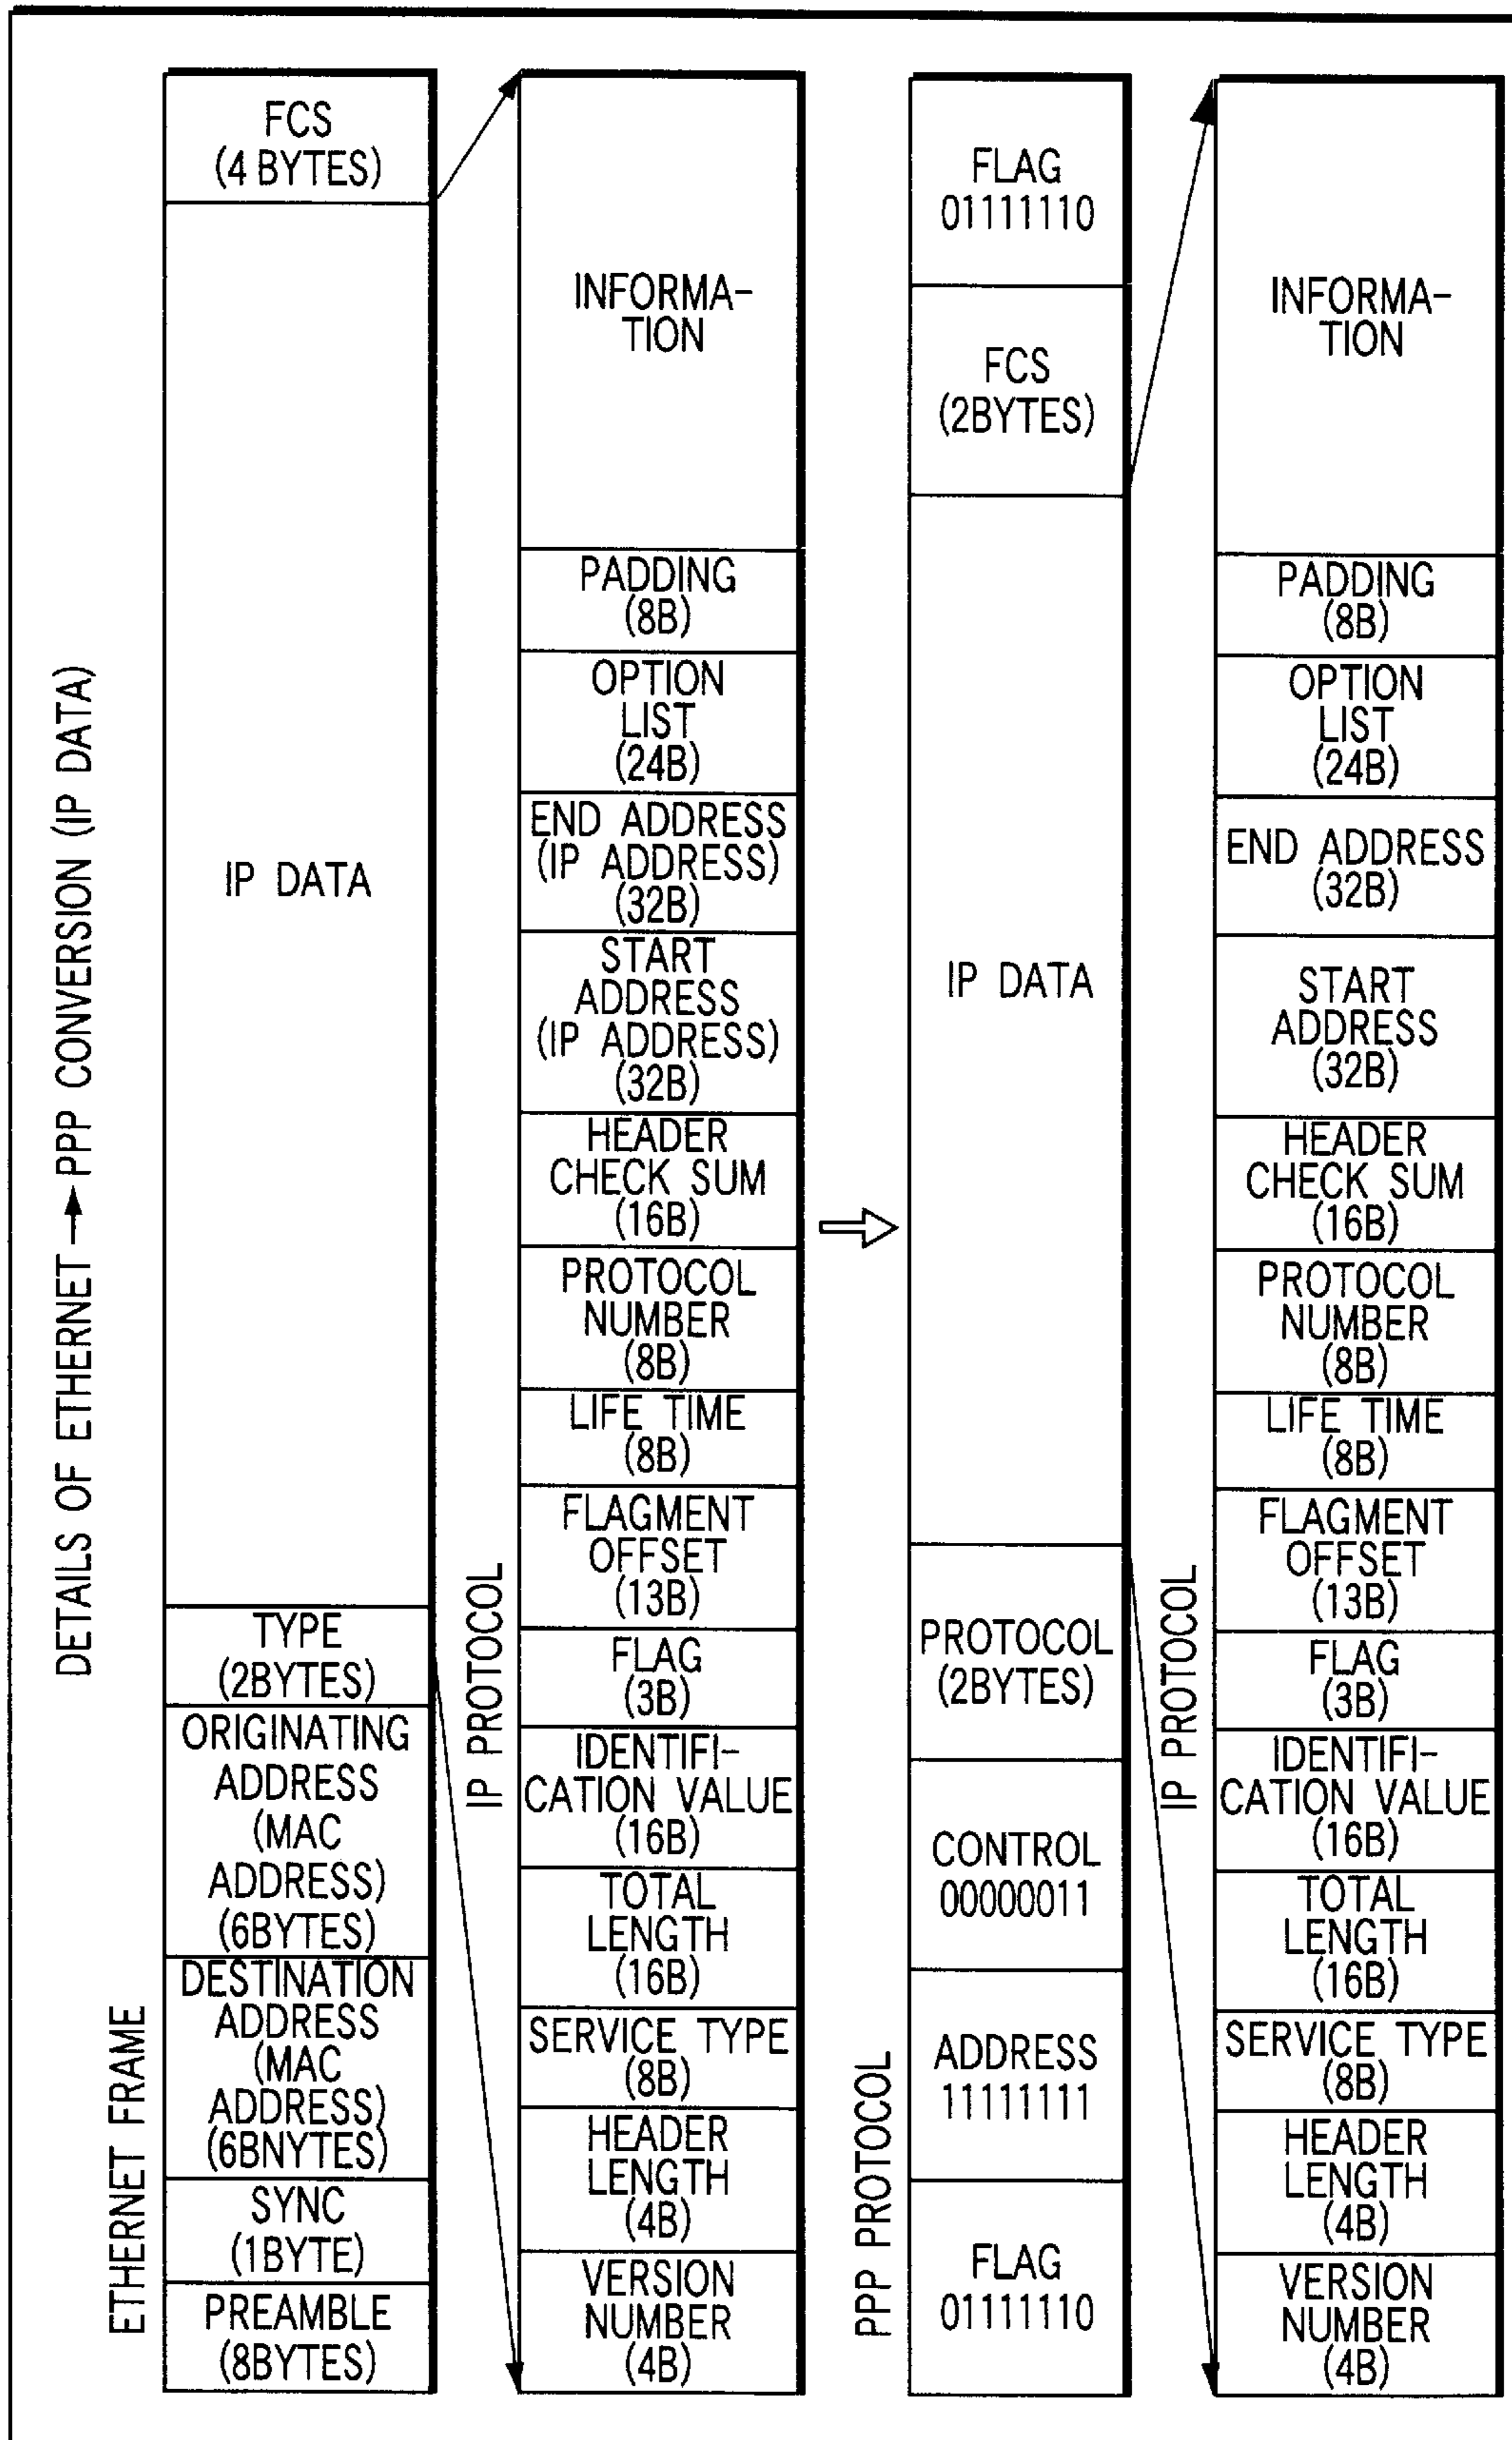 DETAILS OF ETHERNET → PPP CONVERSION (IP DATA)
ETHERNET FRAME
FCS
(4 BYTES)
IP DATA
TYPE
(2BYTES)
ORIGINATING
ADDRESS
(MAC
ADDRESS)
(6BYTES)
DESTINATION
ADDRESS
(MAC
ADDRESS)
(6BNYTES)
SYNC
(1BYTE)
PREAMBLE
(8BYTES)
IP PROTOCOL
INFORMA-
TION
PADDING
(8B)
OPTION
LIST
(24B)
END ADDRESS
(IP ADDRESS)
(32B)
START
ADDRESS
(IP ADDRESS)
(32B)
HEADER
CHECK SUM
(16B)
PROTOCOL
NUMBER
(8B)
LIFE TIME
(8B)
FLAGMENT
OFFSET
(13B)
FLAG
(3B)
IDENTIFI-
CATION VALUE
(16B)
TOTAL
LENGTH
(16B)
SERVICE TYPE
(8B)
HEADER
LENGTH
(4B)
VERSION
NUMBER
(4B)
PPP PROTOCOL
FLAG
01111110
FCS
(2BYTES)
IP DATA
PROTOCOL
(2BYTES)
CONTROL
00000011
ADDRESS
11111111
FLAG
01111110
IP PROTOCOL
INFORMA-
TION
PADDING
(8B)
OPTION
LIST
(24B)
END ADDRESS
(32B)
START
ADDRESS
(32B)
HEADER
CHECK SUM
(16B)
PROTOCOL
NUMBER
(8B)
LIFE TIME
(8B)
FLAGMENT
OFFSET
(13B)
FLAG
(3B)
IDENTIFI-
CATION VALUE
(16B)
TOTAL
LENGTH
(16B)
SERVICE TYPE
(8B)
HEADER
LENGTH
(4B)
VERSION
NUMBER
(4B)